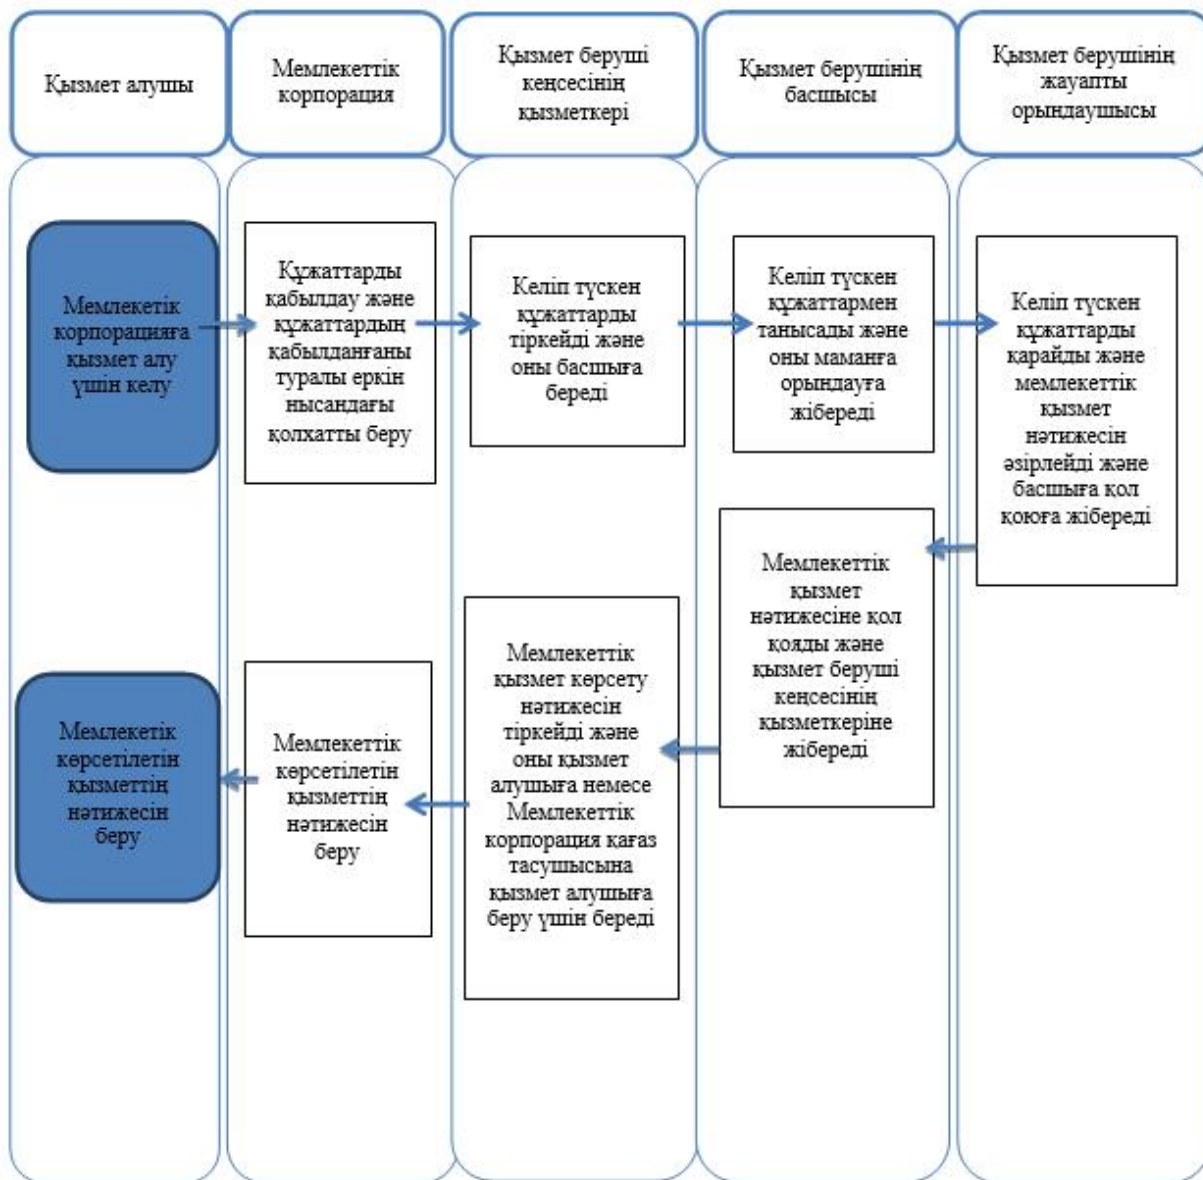 Қызмет алушы
Мемлекеттік
корпорация
Қызмет беруші
кеңсесінің
қызметкері
Қызмет берушінің
басшысы
Қызмет берушінің
жауапты
орындаушысы
Мемлекетік
корпорацияға
қызмет алу
үшін келу
Құжаттарды
қабылдау және
құжаттардың
қабылданғаны
туралы еркін
нысандағы
қолхатты беру
Келіп түскен
құжаттарды
тіркейді және
оны басшыға
береді
Келіп түскен
құжаттармен
танысады және
оны маманға
орындауға
жібереді
Келіп түскен
құжаттарды
қарайды және
мемлекеттік
қызмет
нәтижесін
әзірлейді және
басшыға қол
қоюға жібереді
Мемлекеттік
қызмет
нәтижесіне қол
қояды және
қызмет беруші
кеңсесінің
қызметкеріне
жібереді
Мемлекеттік
қызмет көрсету
нәтижесін
тіркейді және
оны қызмет
алушыға немесе
Мемлекеттік
корпорация қағаз
тасушысына
қызмет алушыға
беру үшін береді
Мемлекеттік
көрсетілетін
қызметтің
нәтижесін
беру
Мемлекетік
көрсетілетін
қызметтің
нәтижесін
беру